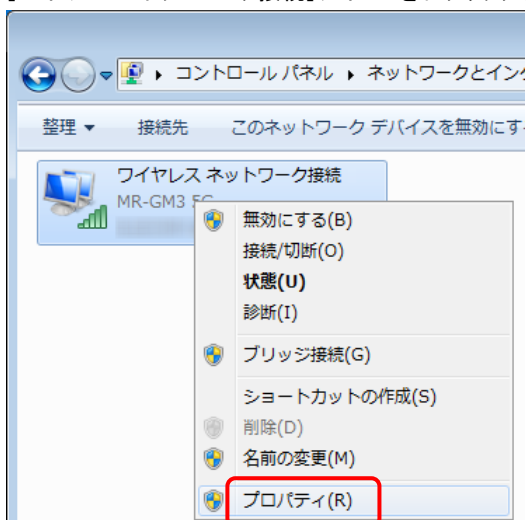 コントロール パネル ▸ ネットワークとイン
整理 ▼ 接続先 このネットワーク デバイスを無効にす
ワイヤレス ネットワーク接続
MR-GM3
無効にする(B)
接続/切断(O)
状態(U)
診断(I)
ブリッジ接続(G)
ショートカットの作成(S)
削除(D)
名前の変更(M)
プロパティ(R)